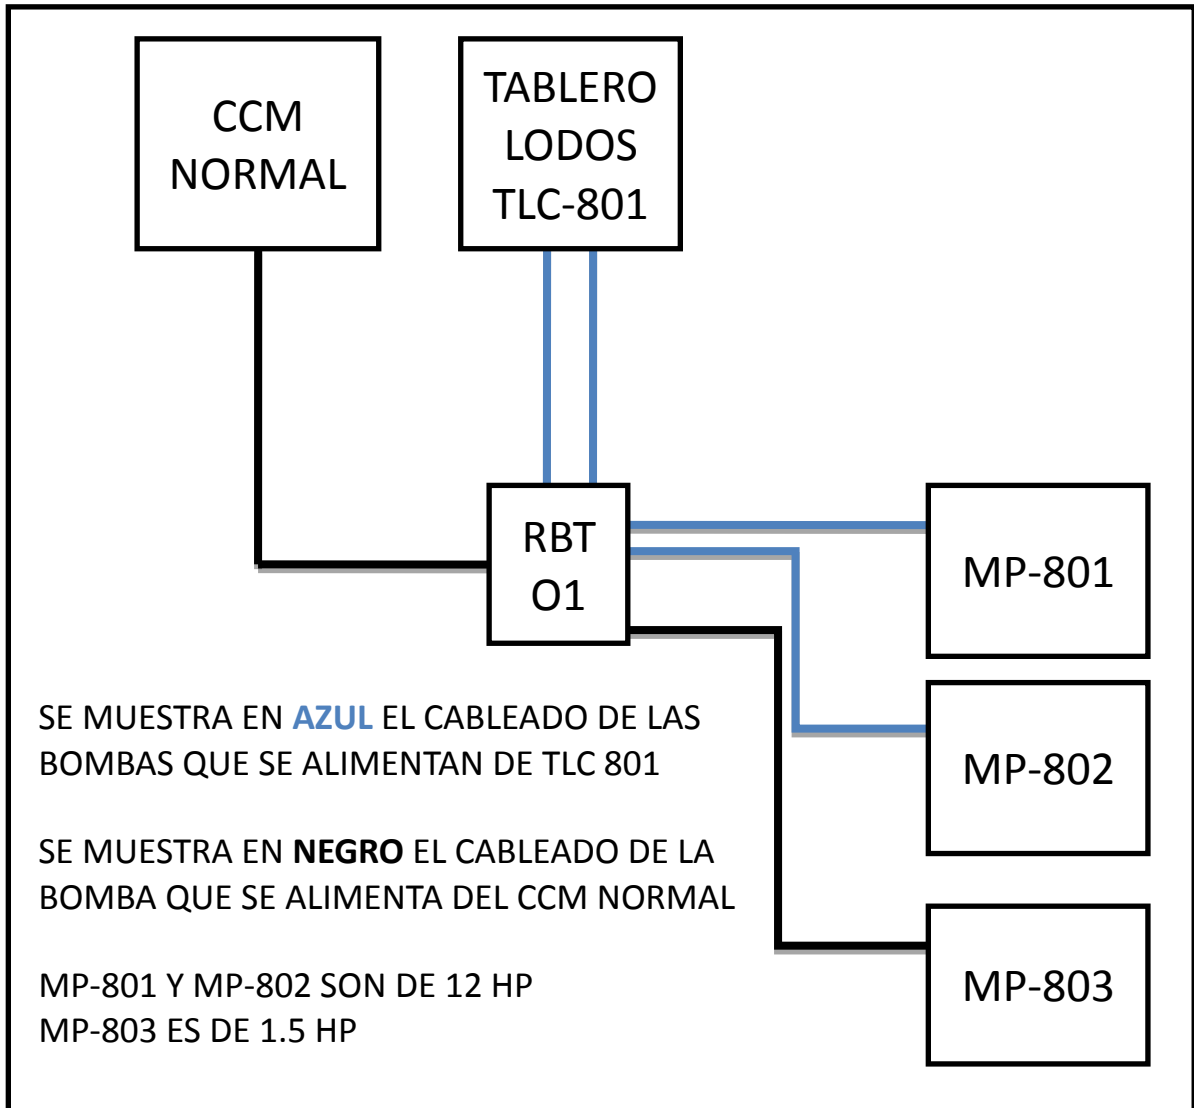 CCM
NORMAL
TABLERO
LODOS
TLC-801
RBT
O1
MP-801
MP-802
MP-803
SE MUESTRA EN AZUL EL CABLEADO DE LAS
BOMBAS QUE SE ALIMENTAN DE TLC 801
SE MUESTRA EN NEGRO EL CABLEADO DE LA
BOMBA QUE SE ALIMENTA DEL CCM NORMAL
MP-801 Y MP-802 SON DE 12 HP
MP-803 ES DE 1.5 HP